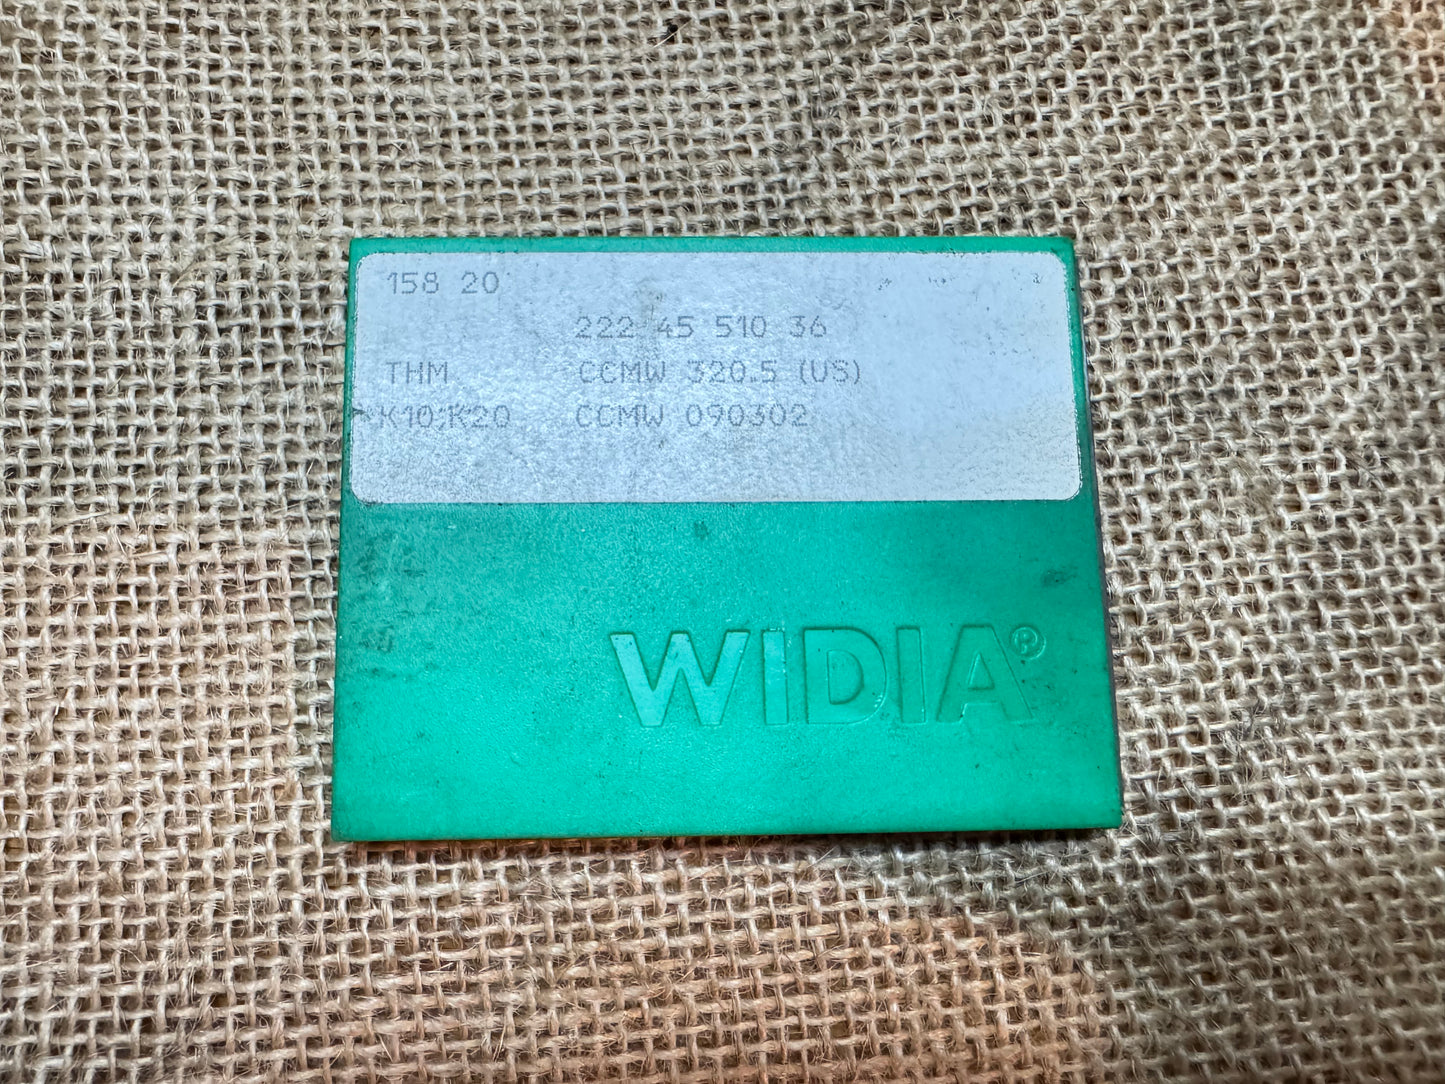 158 20
222 45 510 36
THM CCMW 320.5 (US)
K10;K20 CCMW 090302
WIDIA®